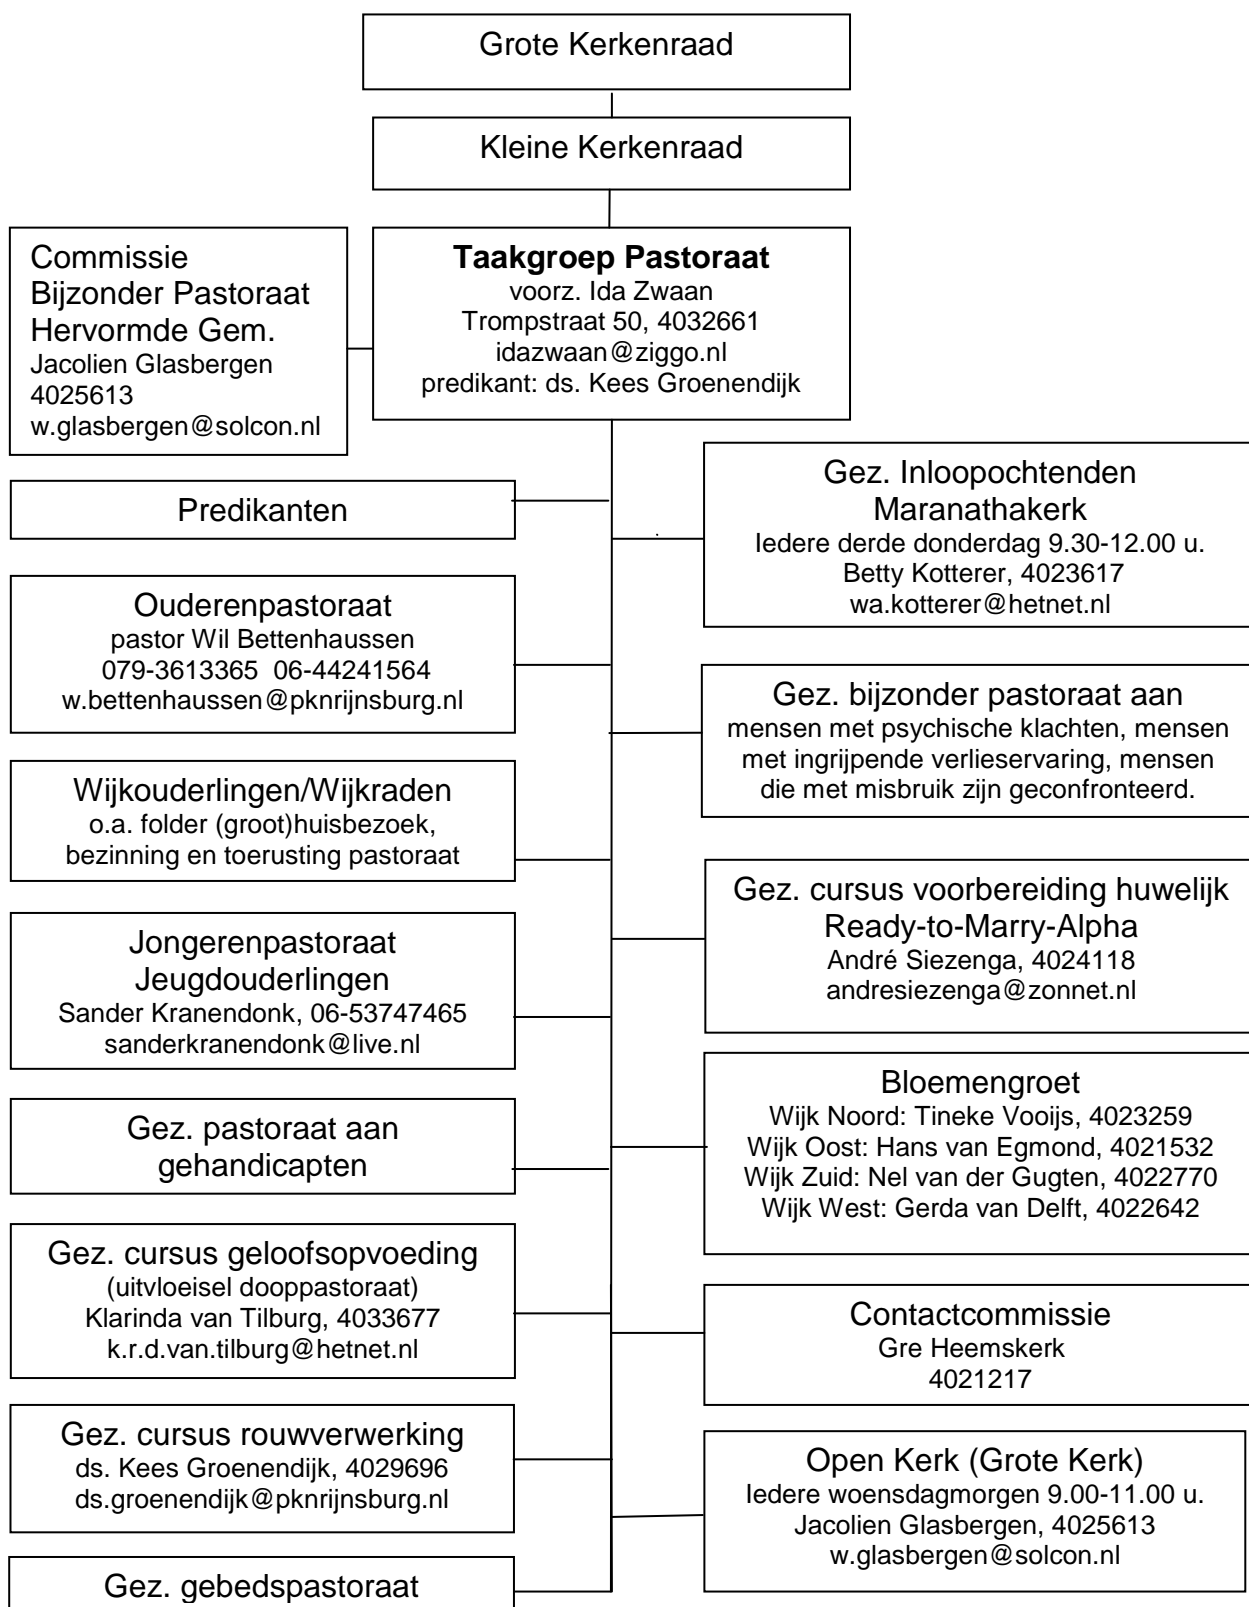 Grote Kerkenraad
Kleine Kerkenraad
Commissie
Bijzonder Pastoraat
Hervormde Gem.
Jacolien Glasbergen
4025613
w.glasbergen@solcon.nl
Taakgroep Pastoraat
voorz. Ida Zwaan
Trompstraat 50, 4032661
idazwaan@ziggo.nl
predikant: ds. Kees Groenendijk
Predikanten
Ouderenpastoraat
pastor Wil Bettenhaussen
079-3613365  06-44241564
w.bettenhaussen@pknrijnsburg.nl
Wijkouderlingen/Wijkraden
o.a. folder (groot)huisbezoek,
bezinning en toerusting pastoraat
Jongerenpastoraat
Jeugdouderlingen
Sander Kranendonk, 06-53747465
sanderkranendonk@live.nl
Gez. pastoraat aan
gehandicapten
Gez. cursus geloofsopvoeding
(uitvloeisel dooppastoraat)
Klarinda van Tilburg, 4033677
k.r.d.van.tilburg@hetnet.nl
Gez. cursus rouwverwerking
ds. Kees Groenendijk, 4029696
ds.groenendijk@pknrijnsburg.nl
Gez. gebedspastoraat
Gez. Inloopochtenden
Maranathakerk
Iedere derde donderdag 9.30-12.00 u.
Betty Kotterer, 4023617
wa.kotterer@hetnet.nl
Gez. bijzonder pastoraat aan
mensen met psychische klachten, mensen
met ingrijpende verlieservaring, mensen
die met misbruik zijn geconfronteerd.
Gez. cursus voorbereiding huwelijk
Ready-to-Marry-Alpha
André Siezenga, 4024118
andresiezenga@zonnet.nl
Bloemengroet
Wijk Noord: Tineke Vooijs, 4023259
Wijk Oost: Hans van Egmond, 4021532
Wijk Zuid: Nel van der Gugten, 4022770
Wijk West: Gerda van Delft, 4022642
Contactcommissie
Gre Heemskerk
4021217
Open Kerk (Grote Kerk)
Iedere woensdagmorgen 9.00-11.00 u.
Jacolien Glasbergen, 4025613
w.glasbergen@solcon.nl